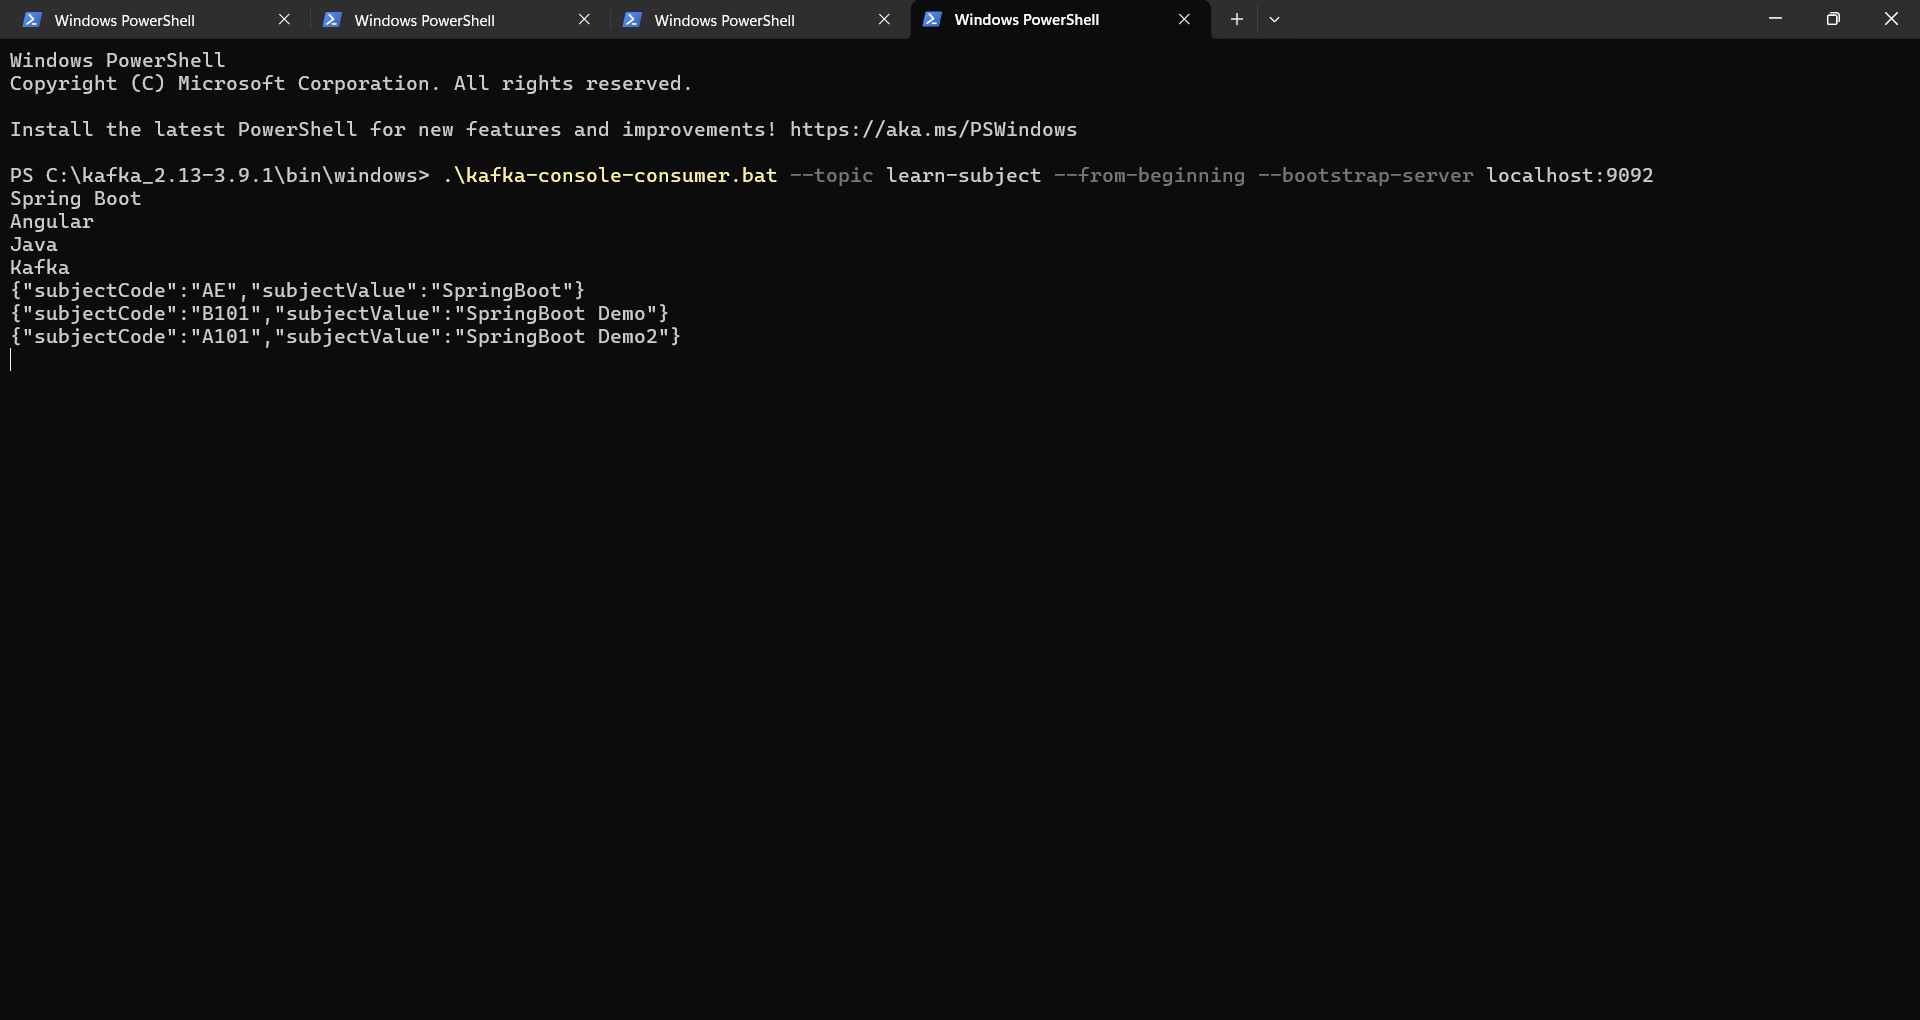 Windows PowerShell
Windows PowerShell
Windows PowerShell
Windows PowerShell
Windows PowerShell
Copyright (C) Microsoft Corporation. All rights reserved.
Install the latest PowerShell for new features and improvements! https://aka.ms/PSWindows
PS C:\kafka_2.13-3.9.1\bin\windows> .\kafka-console-consumer.bat --topic learn-subject --from-beginning --bootstrap-server localhost:9092
Spring Boot
Angular
Java
Kafka
{"subjectCode":"AE","subjectValue":"SpringBoot"}
{"subjectCode":"B101","subjectValue":"SpringBoot Demo"}
{"subjectCode":"A101","subjectValue":"SpringBoot Demo2"}